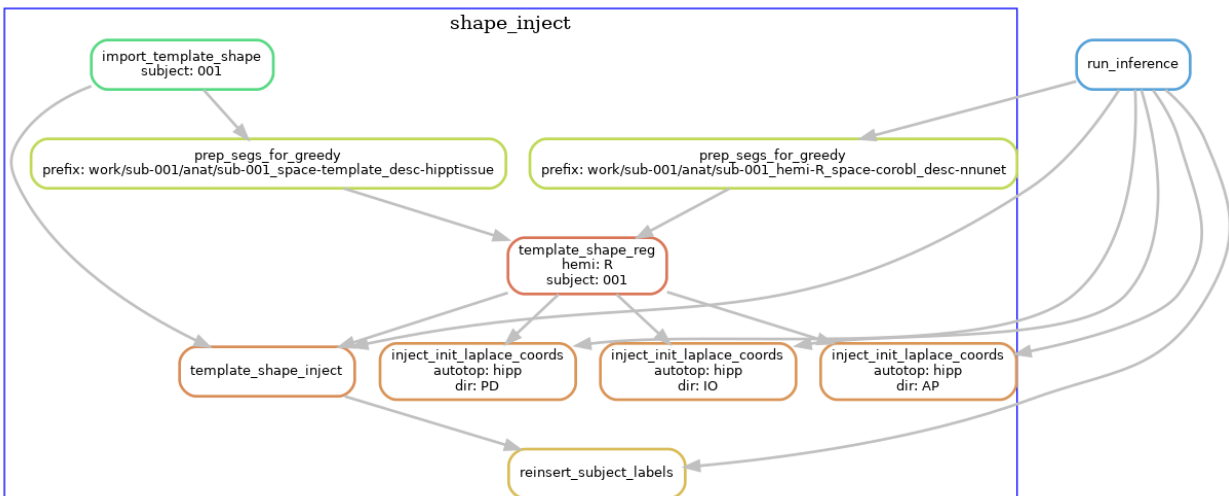 shape_inject
import_template_shape
subject: 001
run_inference
prep_segs_for_greedy
prefix: work/sub-001/anat/sub-001_space-template_desc-hipptissue
prep_segs_for_greedy
prefix: work/sub-001/anat/sub-001_hemi-R_space-corobl_desc-nnunet
template_shape_reg
hemi: R
subject: 001
template_shape_inject
inject_init_laplace_coords
autotop: hipp
dir: PD
inject_init_laplace_coords
autotop: hipp
dir: IO
inject_init_laplace_coords
autotop: hipp
dir: AP
reinsert_subject_labels